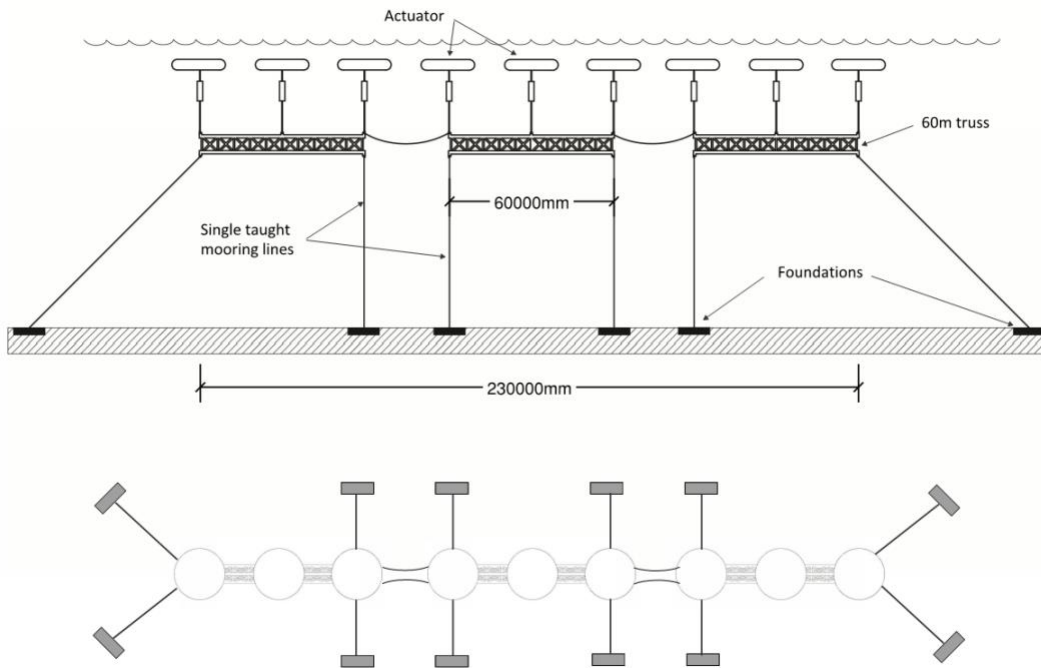 Actuator
60m truss
60000mm
Single taught
mooring lines
Foundations
230000mm